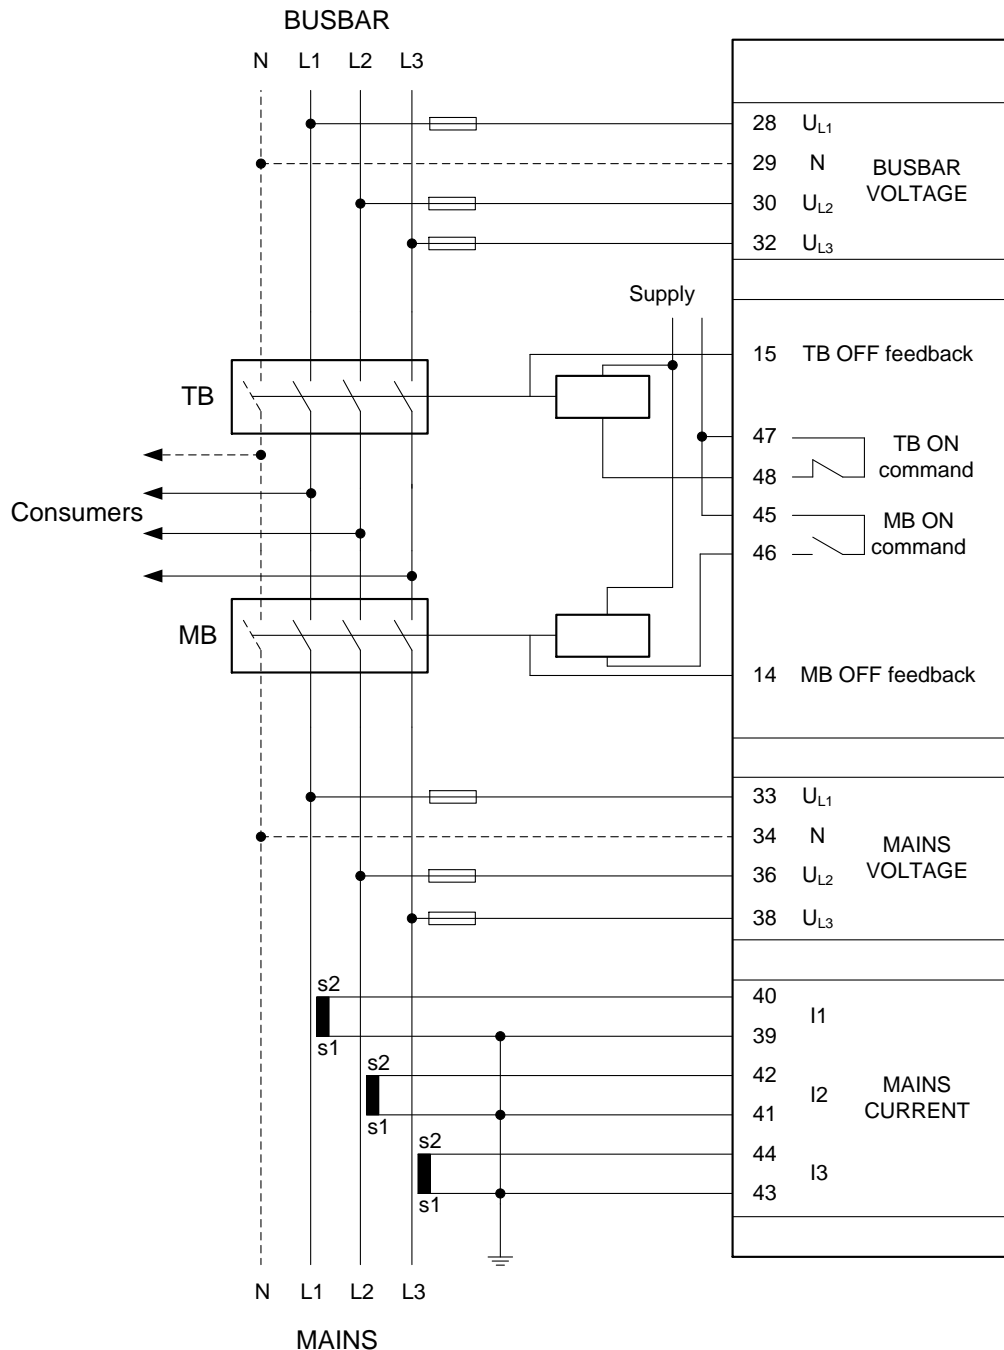 BUSBAR
N L1 L2 L3
28 UL1
29 N
BUSBAR
VOLTAGE
30 UL2
32 UL3
Supply
15 TB OFF feedback
TB
47
TB ON
command
48
45
MB ON
command
46
Consumers
MB
14 MB OFF feedback
33 UL1
34 N
MAINS
VOLTAGE
36 UL2
38 UL3
s2
40
I1
39
s1
s2
42
I2
MAINS
CURRENT
41
s1
s2
44
I3
43
s1
N L1 L2 L3
MAINS